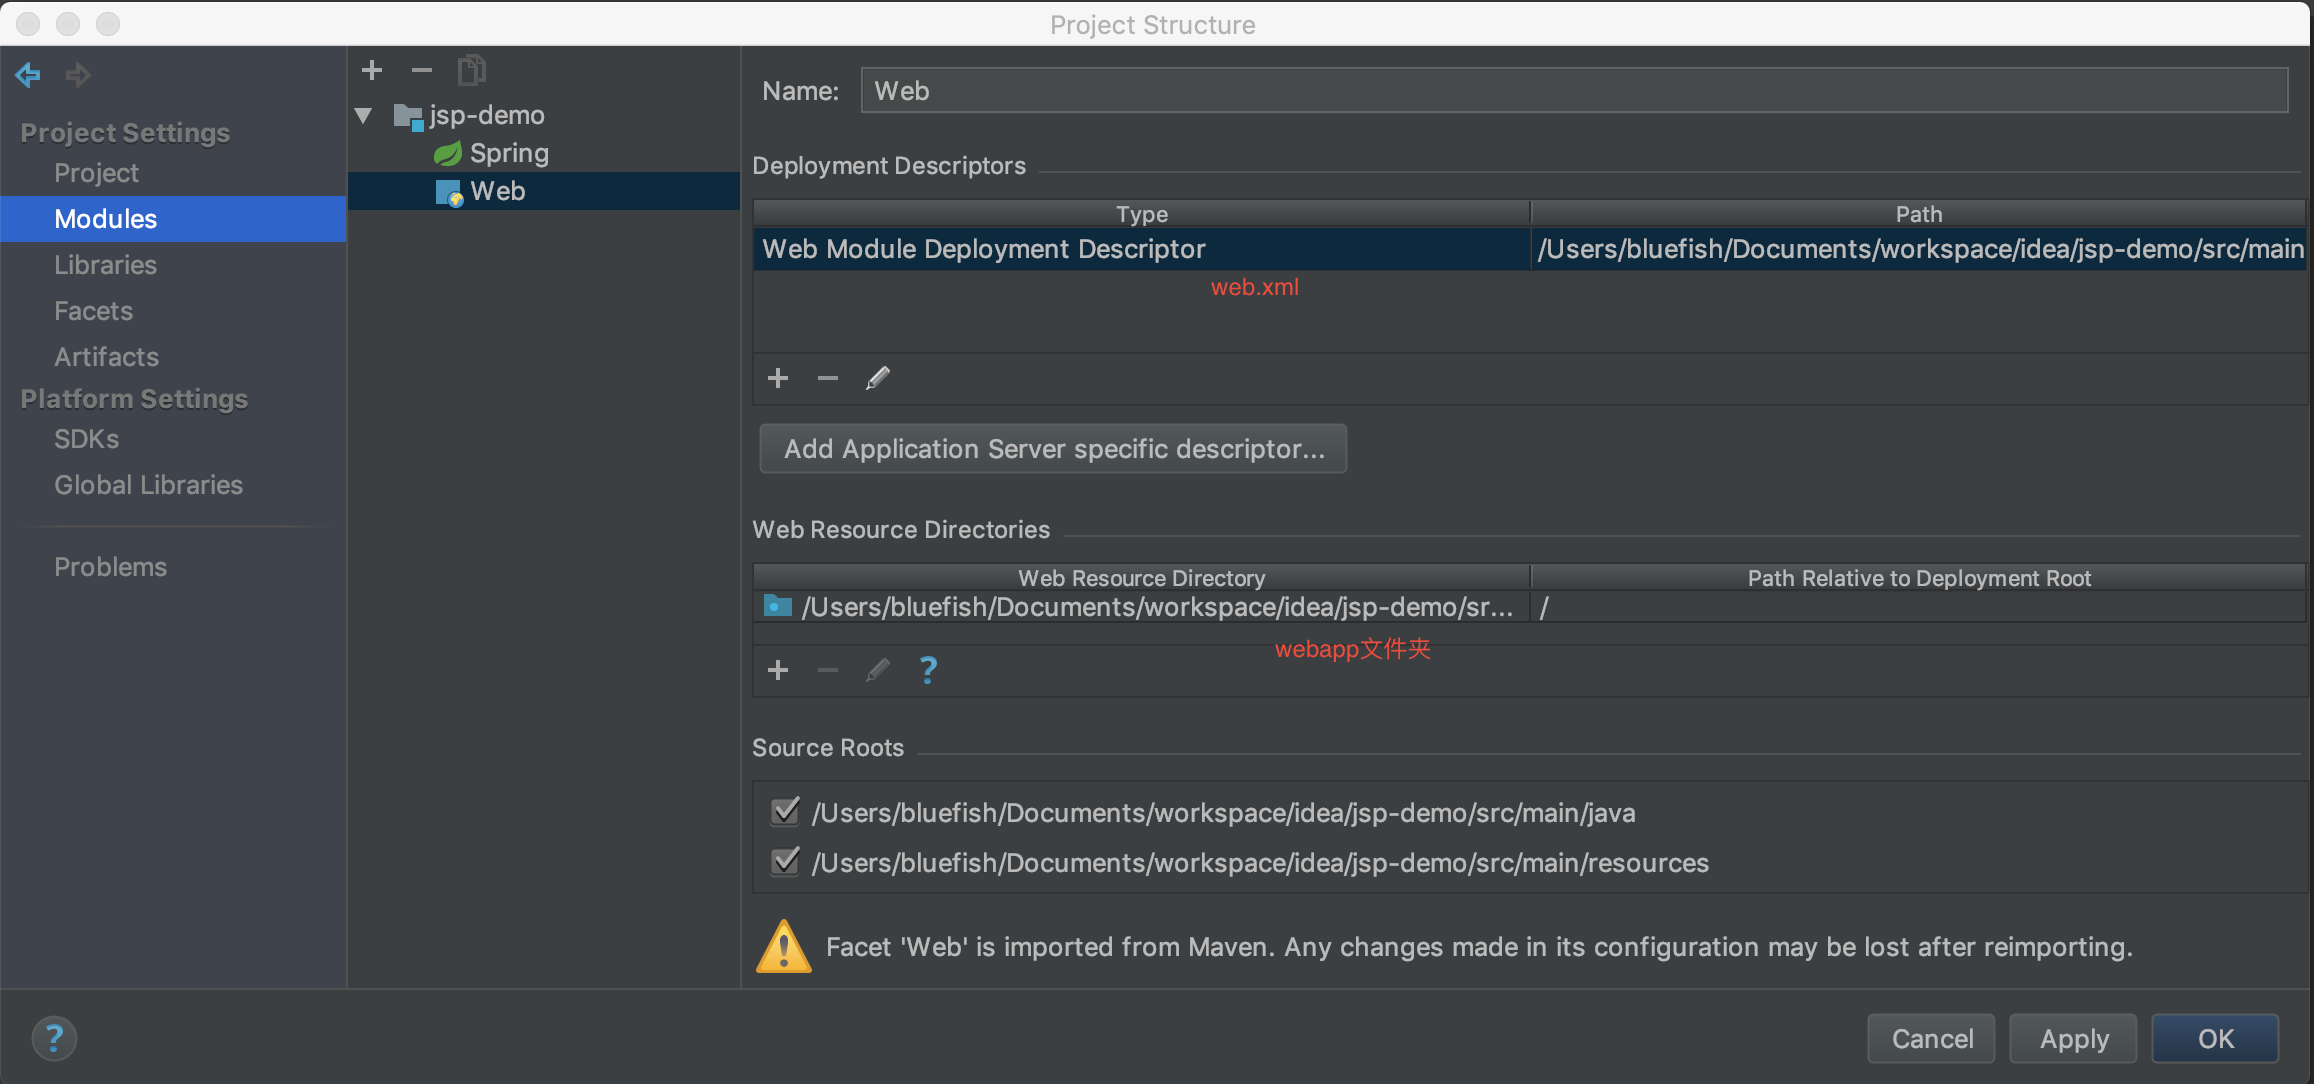 Project Structure
Project Settings
Project
Modules
Libraries
Facets
Artifacts
Platform Settings
SDKs
Global Libraries
Problems
jsp-demo
Spring
Web
Name: Web
Deployment Descriptors
Type Path
Web Module Deployment Descriptor /Users/bluefish/Documents/workspace/idea/jsp-demo/src/main
web.xml
Add Application Server specific descriptor...
Web Resource Directories
Web Resource Directory Path Relative to Deployment Root
/Users/bluefish/Documents/workspace/idea/jsp-demo/sr... /
webapp文件夹
?
Source Roots
/Users/bluefish/Documents/workspace/idea/jsp-demo/src/main/java
/Users/bluefish/Documents/workspace/idea/jsp-demo/src/main/resources
Facet 'Web' is imported from Maven. Any changes made in its configuration may be lost after reimporting.
? Cancel Apply OK